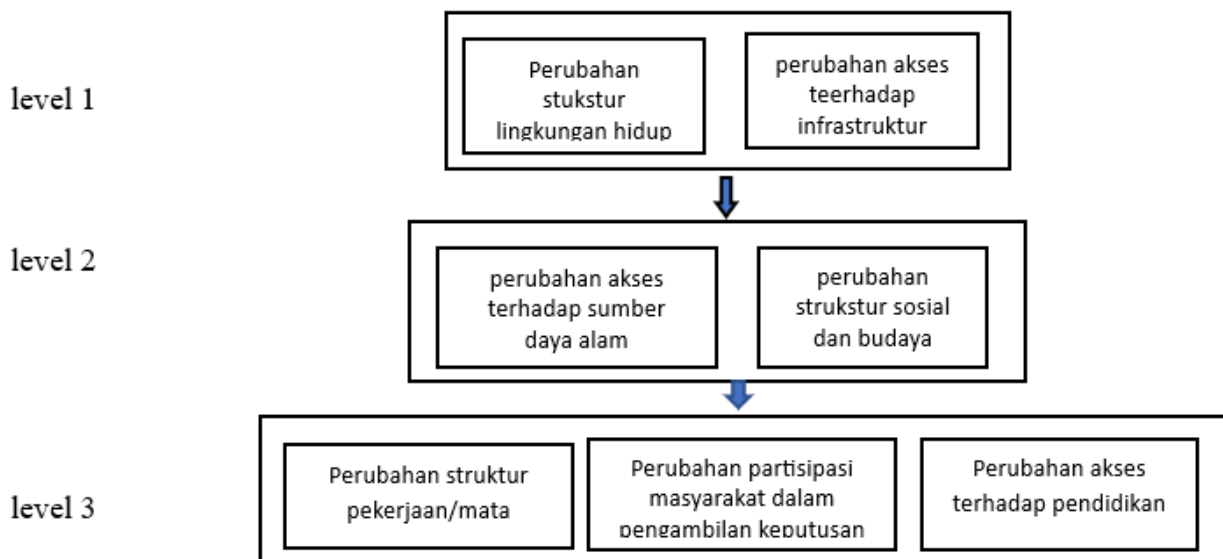 level 1
Perubahan
stukstur
lingkungan hidup
perubahan akses
teerhadap
infrastruktur
level 2
perubahan akses
terhadap sumber
daya alam
perubahan
strukstur sosial
dan budaya
level 3
Perubahan struktur
pekerjaan/mata
Perubahan partisipasi
masyarakat dalam
pengambilan keputusan
Perubahan akses
terhadap pendidikan